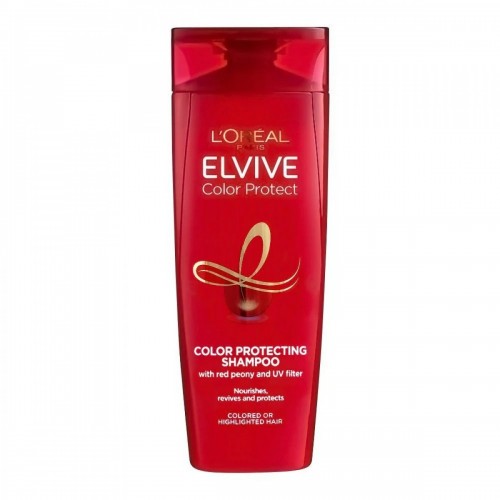 L'ORÉAL
PARIS
ELVIVE
Color Protect
COLOR PROTECTING
SHAMPOO
with red peony and UV filter
Nourishes,
revives and protects
COLORED OR
HIGHLIGHTED HAIR